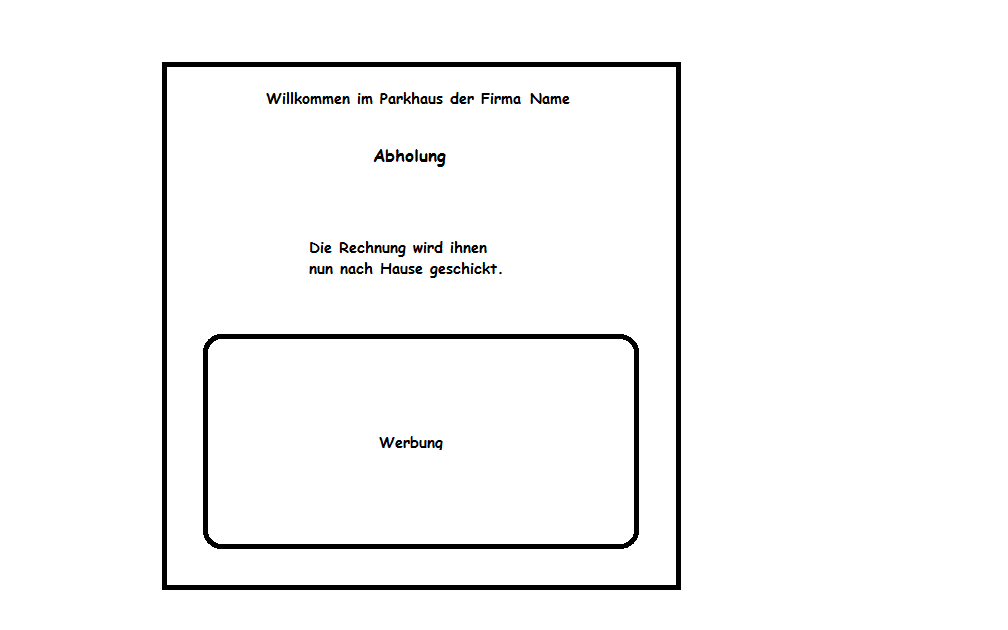 Willkommen im Parkhaus der Firma Name
Abholung
Die Rechnung wird ihnen
nun nach Hause geschickt.
Werbung